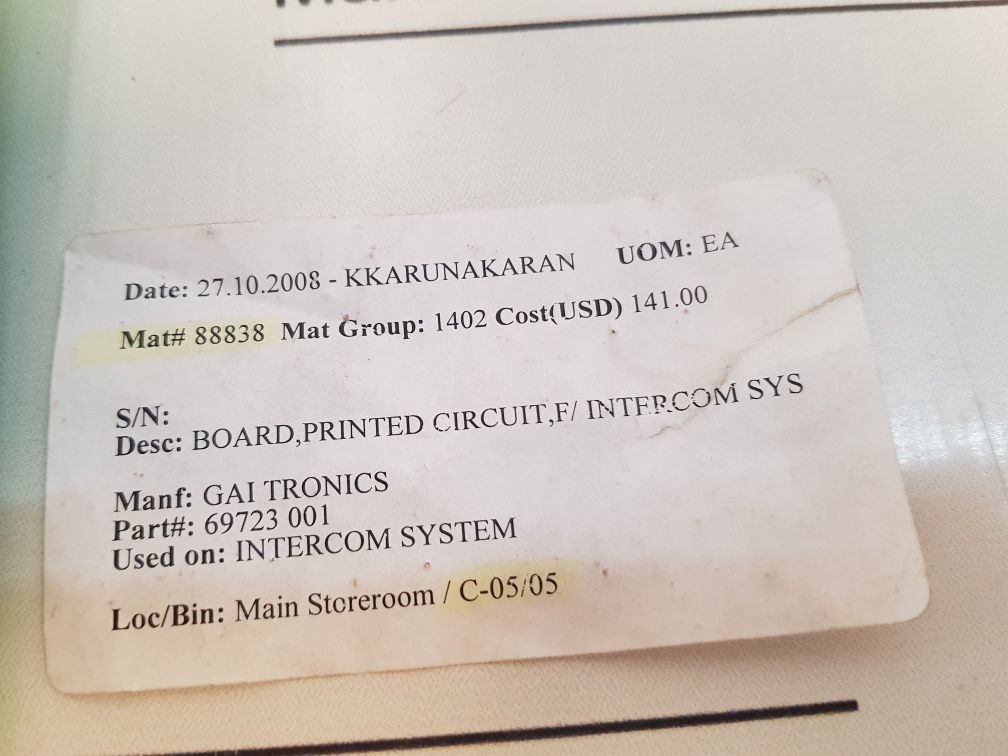 Date: 27.10.2008 - KKARUNAKARAN UOM: EA
Mat# 88838 Mat Group: 1402 Cost(USD) 141.00
S/N:
Desc: BOARD,PRINTED CIRCUIT,F/ INTERCOM SYS
Manf: GAI TRONICS
Part#: 69723 001
Used on: INTERCOM SYSTEM
Loc/Bin: Main Storeroom / C-05/05